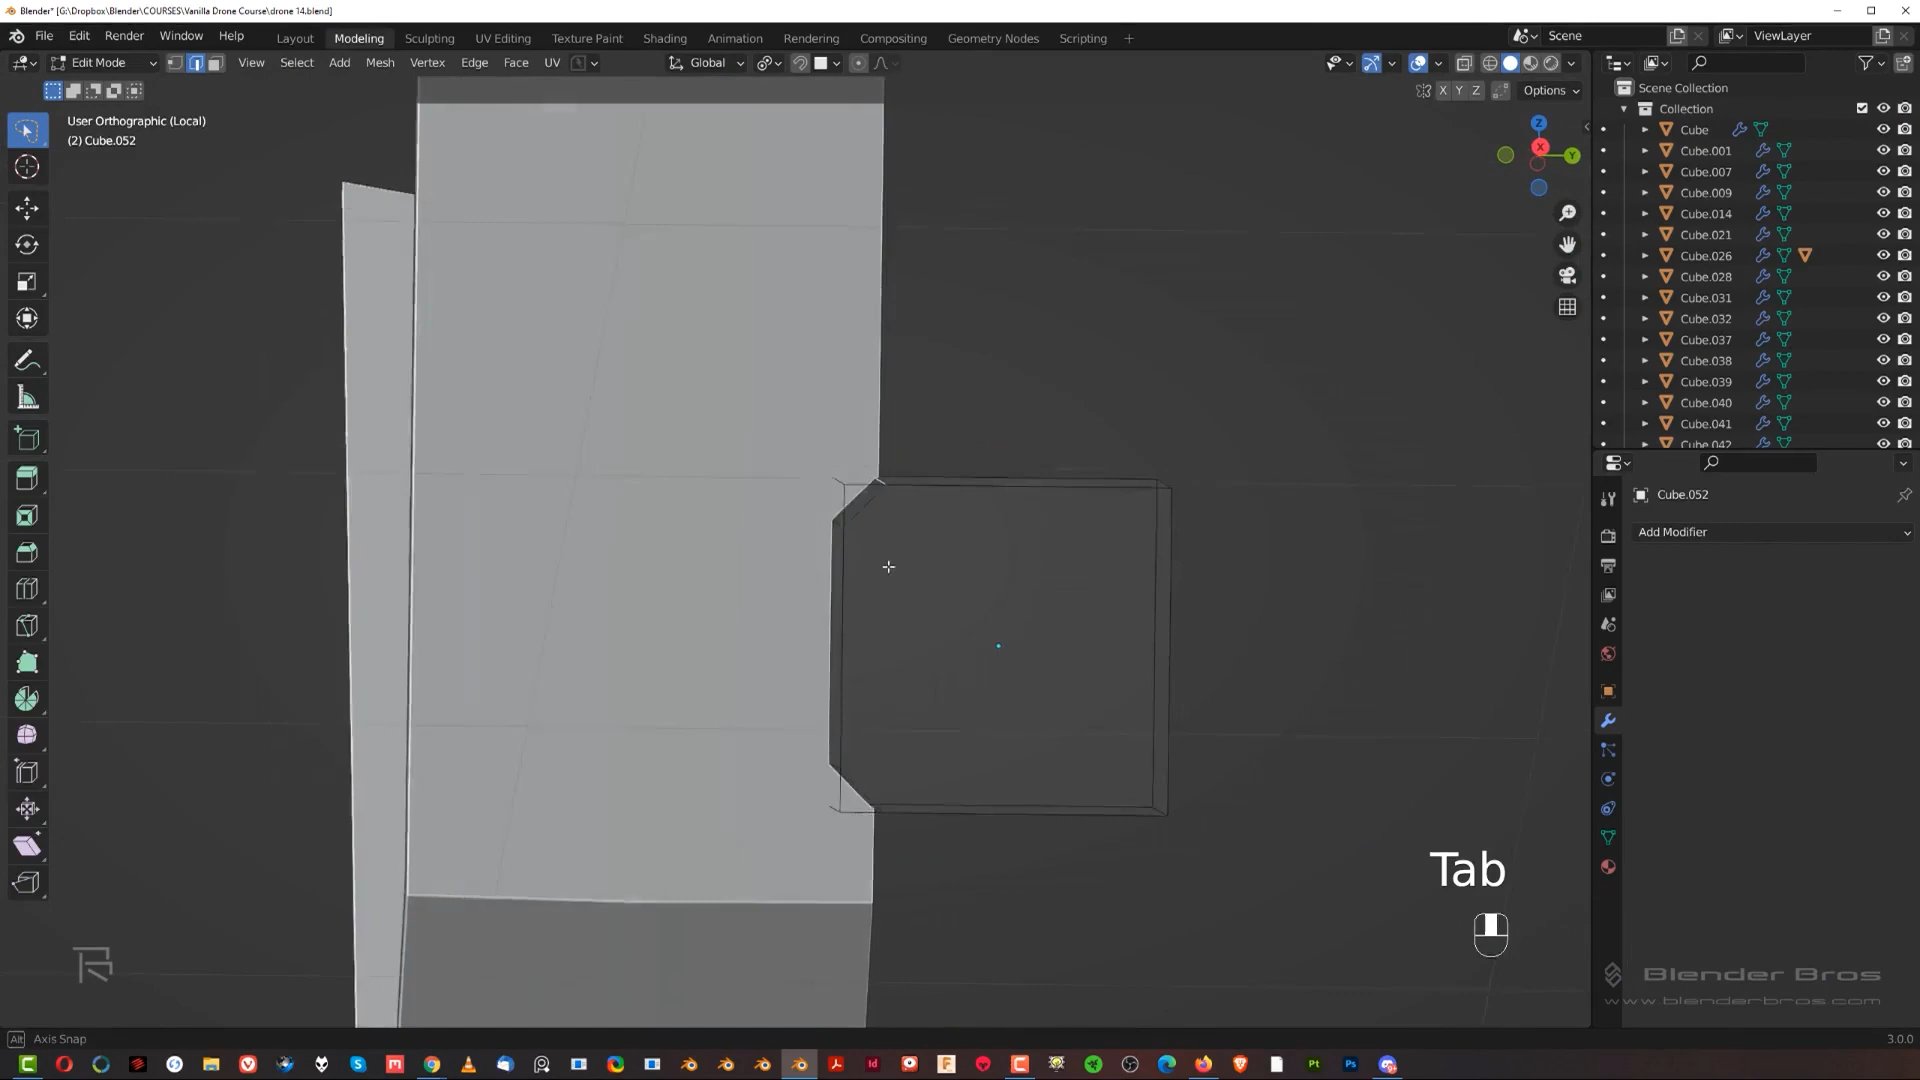 Blender* [G:\Dropbox\Blender\COURSES\Vanilla Drone Course\drone 14.blend]
File Edit Render Window Help Layout Modeling Sculpting UV Editing Texture Paint Shading Animation Rendering Compositing Geometry Nodes Scripting + Scene ViewLayer
Edit Mode View Select Add Mesh Vertex Edge Face UV Global
X Y Z Options
User Orthographic (Local)
(2) Cube.052
Z
X
Y
Scene Collection
Collection
Cube
Cube.001
Cube.007
Cube.009
Cube.014
Cube.021
Cube.026
Cube.028
Cube.031
Cube.032
Cube.037
Cube.038
Cube.039
Cube.040
Cube.041
Cube.042
Cube.052
Add Modifier
Tab
Blender Bros
www.blenderbros.com
Alt Axis Snap
3.0.0